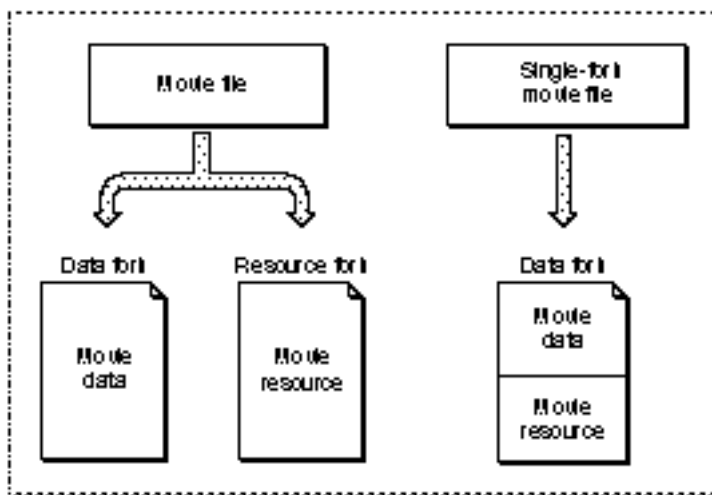 Movie file
Single-fork
movie file
Data fork
Resource fork
Data fork
Movie
data
Movie
resource
Movie
data
Movie
resource